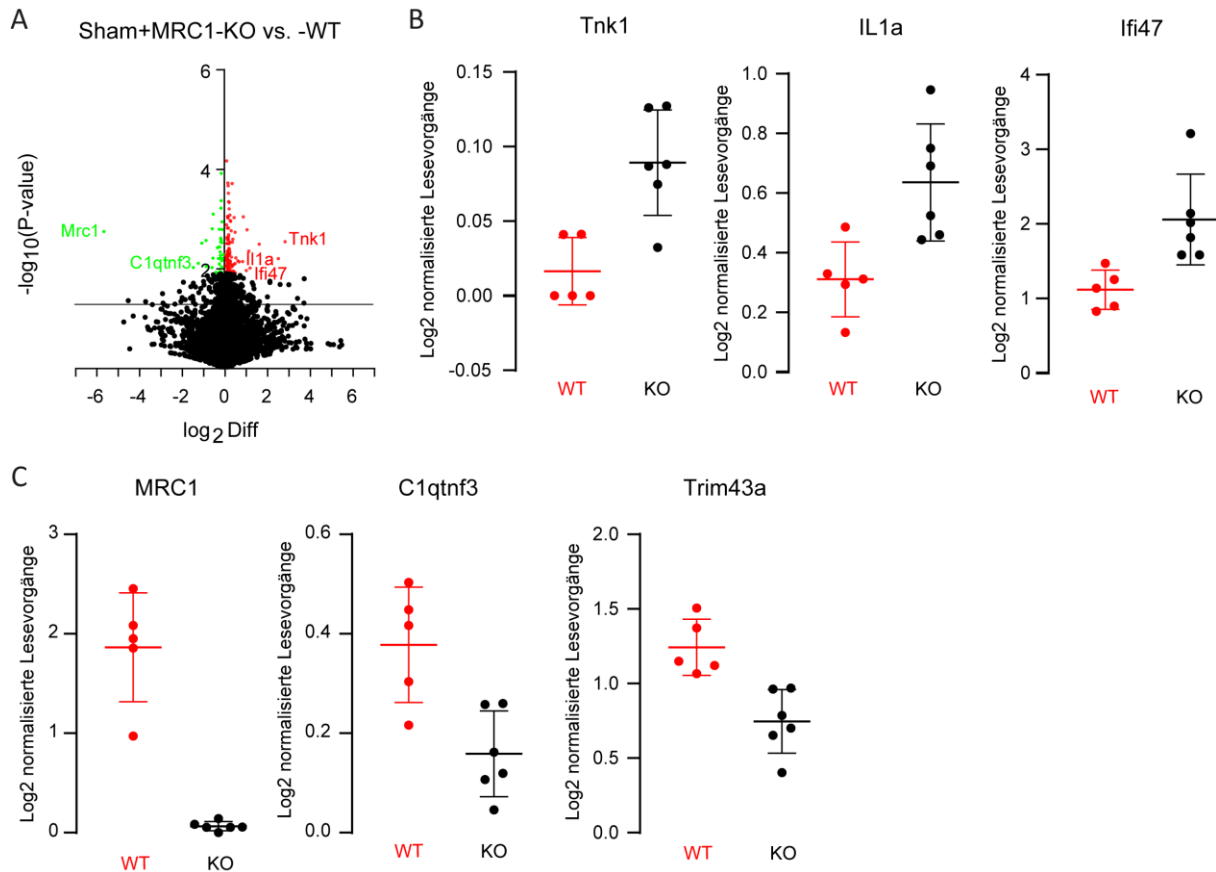 A
Sham+MRC1-KO vs. -WT
-log10(P-value)
6
4
2
Mrc1
C1qtnf3
Tnk1
Il1a
Ifi47
-6 -4 -2 0 2 4 6
log2 Diff
B
Tnk1
Log2 normalisierte Lesevorgänge
0.15
0.10
0.05
0.00
-0.05
WT KO
IL1a
Log2 normalisierte Lesevorgänge
1.0
0.8
0.6
0.4
0.2
0.0
WT KO
Ifi47
Log2 normalisierte Lesevorgänge
4
3
2
1
0
WT KO
C
MRC1
Log2 normalisierte Lesevorgänge
3
2
1
0
WT KO
C1qtnf3
Log2 normalisierte Lesevorgänge
0.6
0.4
0.2
0.0
WT KO
Trim43a
Log2 normalisierte Lesevorgänge
2.0
1.5
1.0
0.5
0.0
WT KO